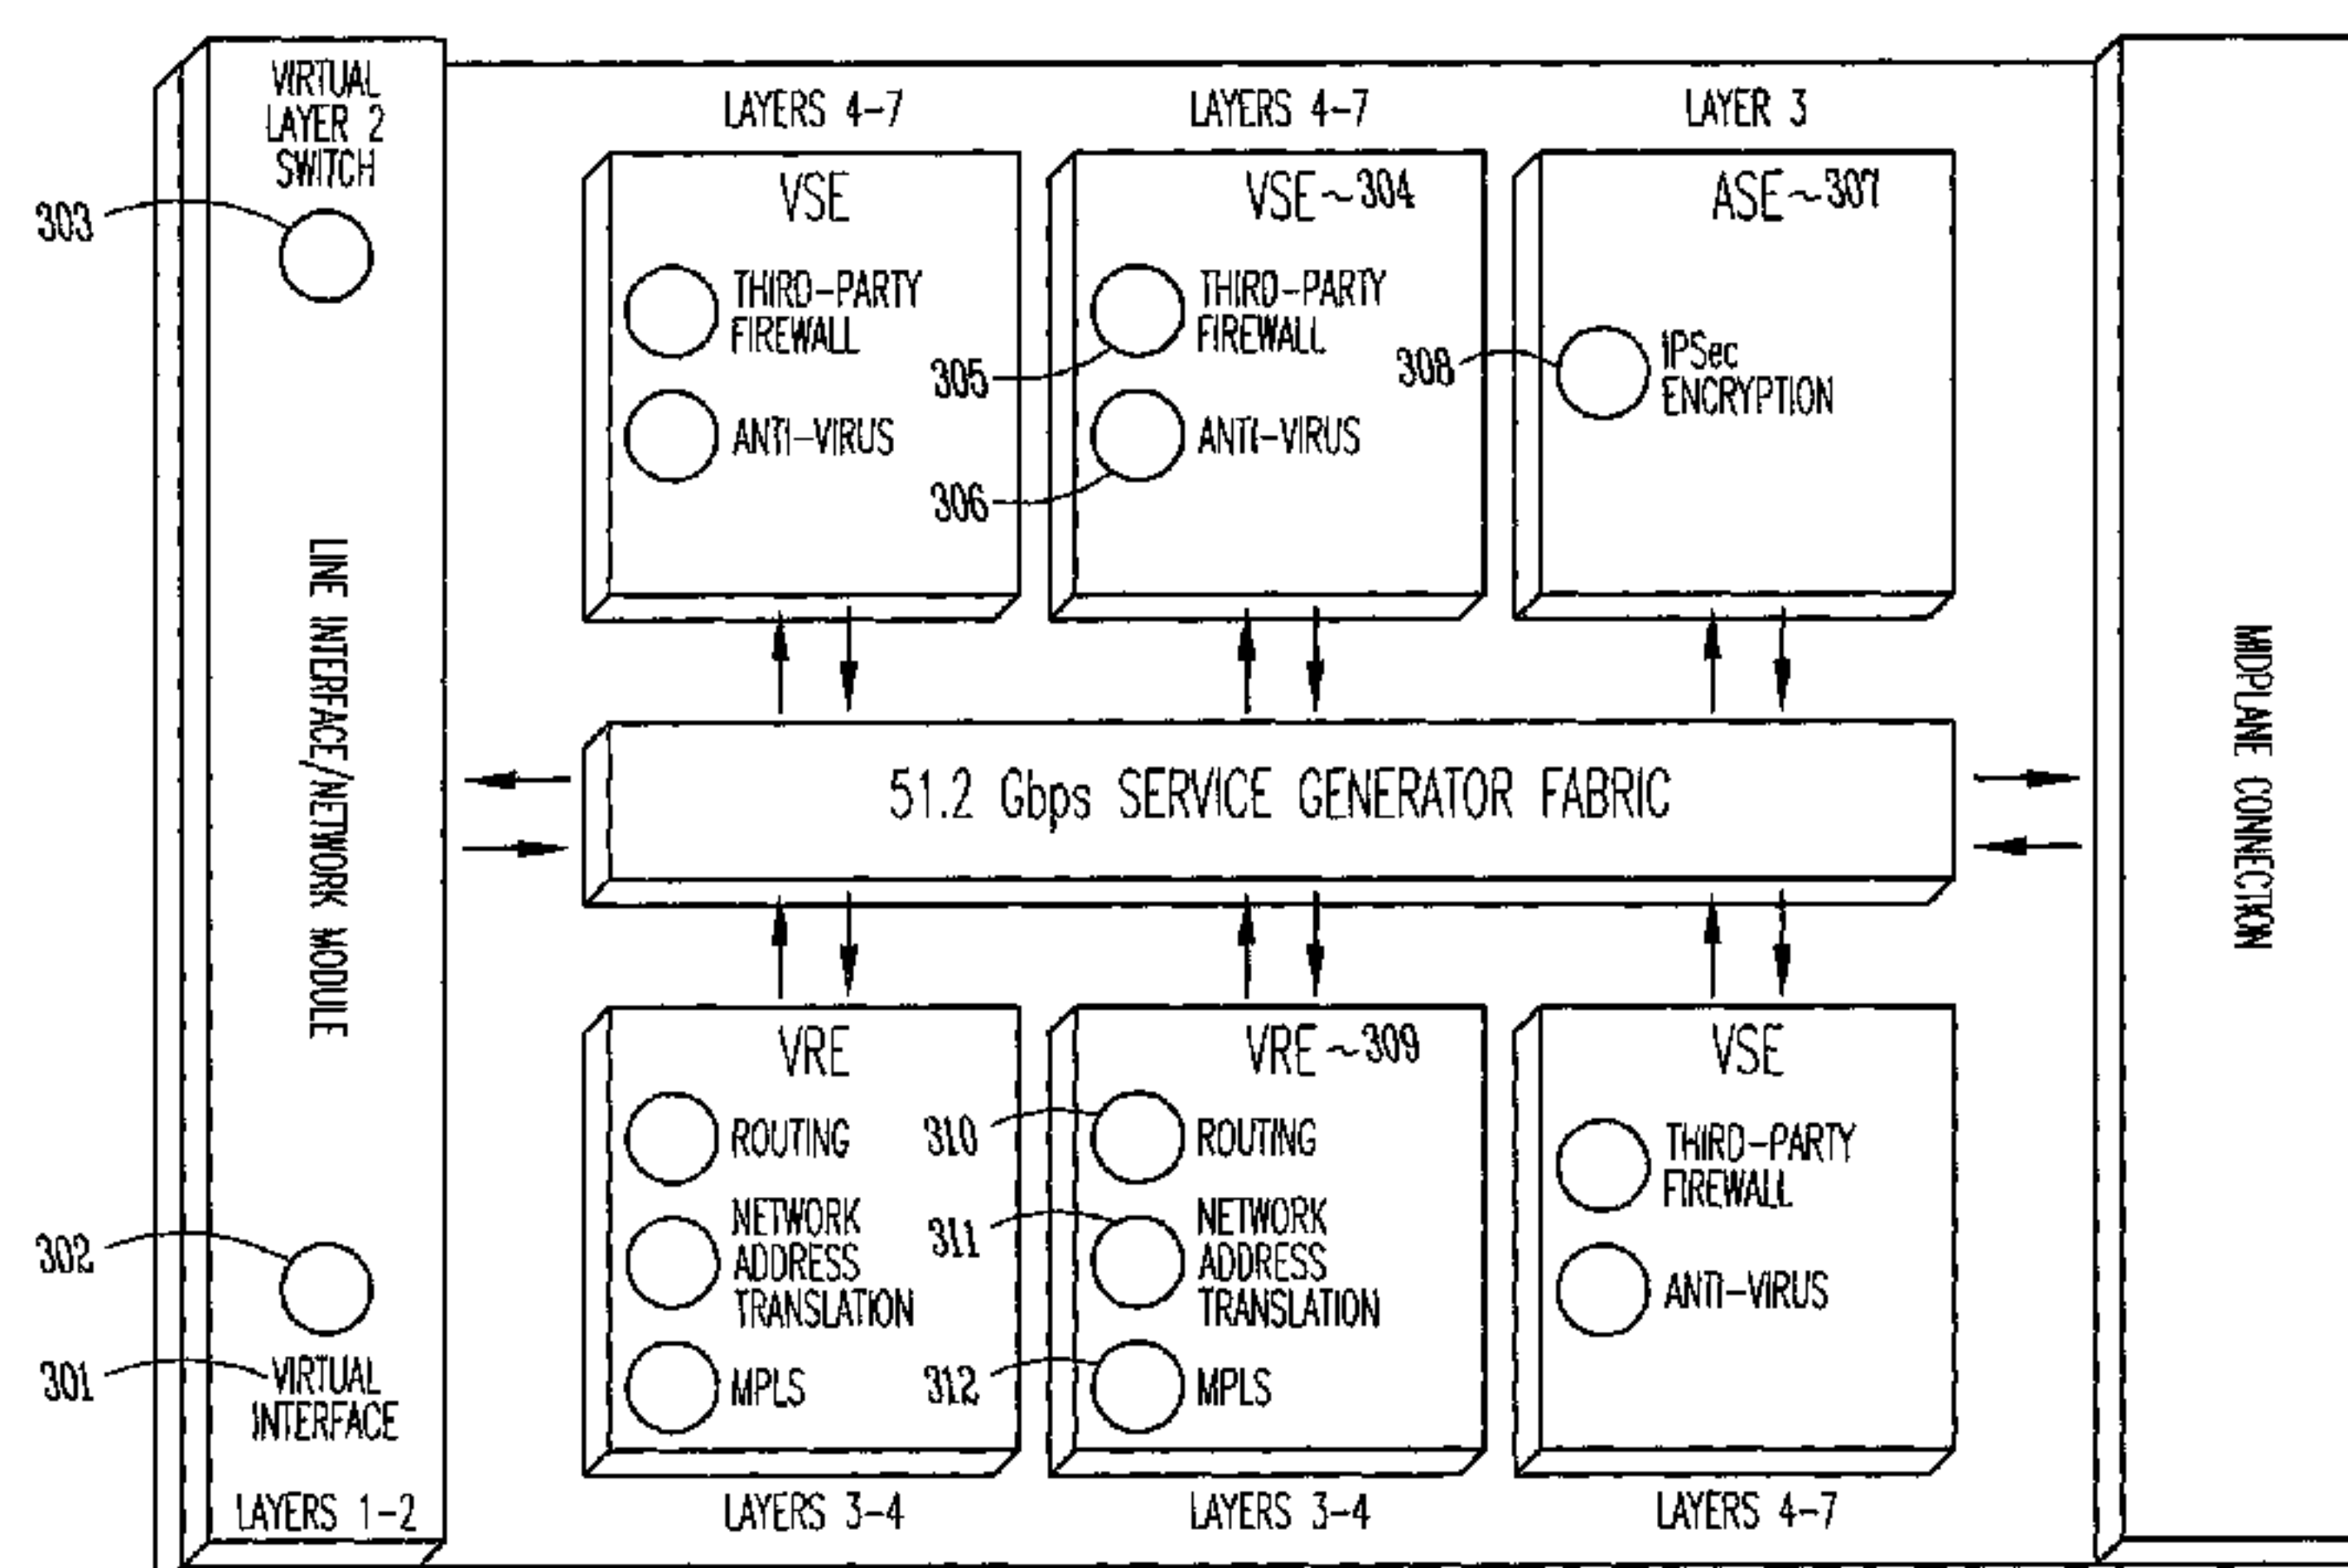 VIRTUAL
LAYER 2
SWITCH
303
LINE INTERFACE/NETWORK MODULE
302
301
VIRTUAL
INTERFACE
LAYERS 1-2
LAYERS 4-7
VSE
THIRD-PARTY
FIREWALL
ANTI-VIRUS
LAYERS 4-7
VSE~304
THIRD-PARTY
FIREWALL
305
ANTI-VIRUS
306
LAYER 3
ASE~307
308
iPSec
ENCRYPTION
51.2 Gbps SERVICE GENERATOR FABRIC
VRE
ROUTING
NETWORK
ADDRESS
TRANSLATION
MPLS
LAYERS 3-4
VRE~309
310
ROUTING
311
NETWORK
ADDRESS
TRANSLATION
312
MPLS
LAYERS 3-4
VSE
THIRD-PARTY
FIREWALL
ANTI-VIRUS
LAYERS 4-7
MIDPLANE CONNECTION